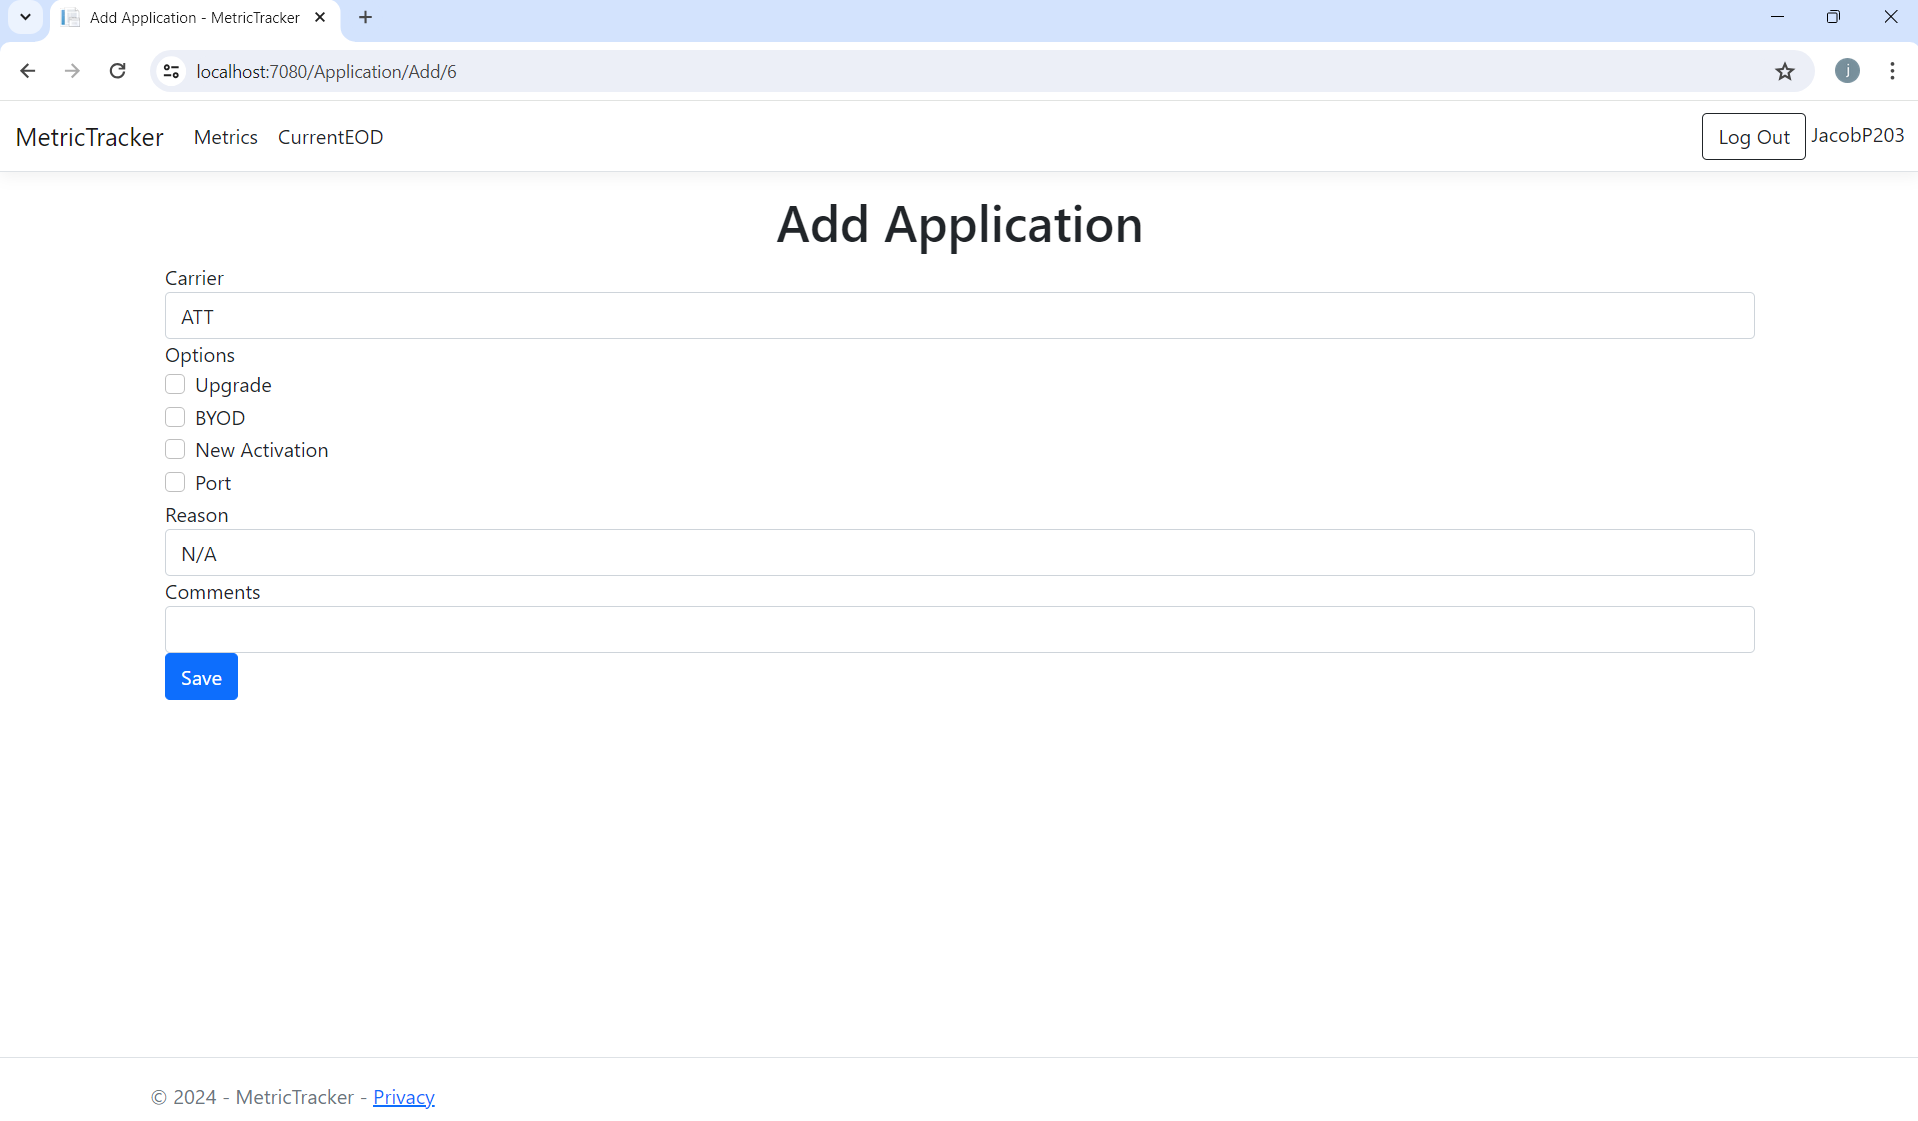 Add Application - MetricTracker
localhost:7080/Application/Add/6
j
MetricTracker Metrics CurrentEOD Log Out JacobP203
Add Application
Carrier
ATT
Options
Upgrade
BYOD
New Activation
Port
Reason
N/A
Comments
Save
© 2024 - MetricTracker - Privacy